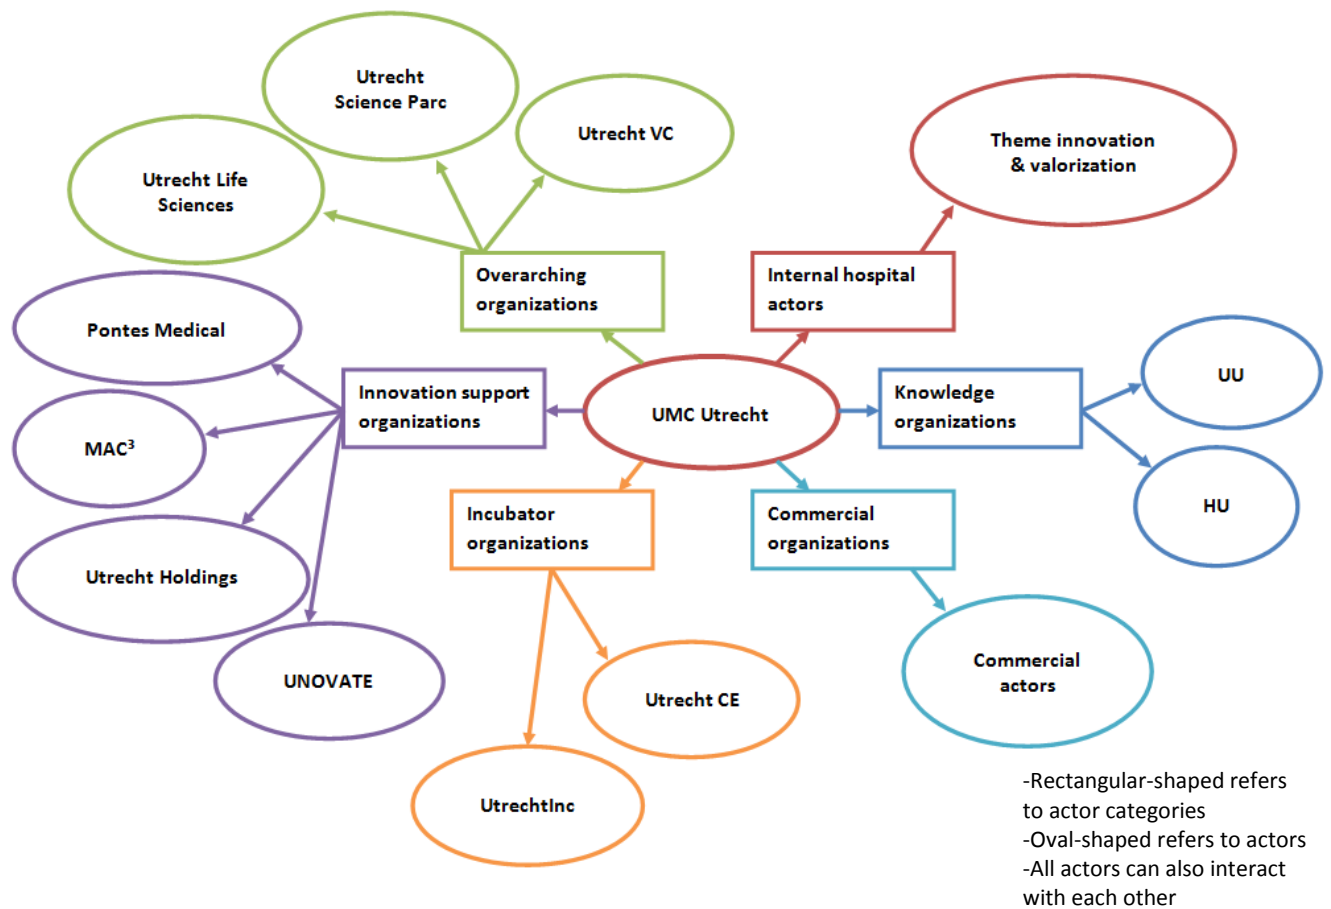 Utrecht
Science Parc
Utrecht VC
Theme innovation
& valorization
Utrecht Life
Sciences
Overarching
organizations
Internal hospital
actors
Pontes Medical
Innovation support
organizations
UMC Utrecht
Knowledge
organizations
UU
MAC³
HU
Incubator
organizations
Commercial
organizations
Utrecht Holdings
UNOVATE
Utrecht CE
Commercial
actors
UtrechtInc
-Rectangular-shaped refers
to actor categories
-Oval-shaped refers to actors
-All actors can also interact
with each other